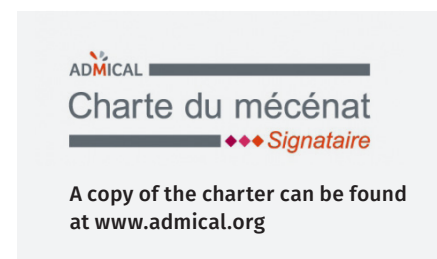 ADMICAL
Charte du mécénat
Signataire
A copy of the charter can be found
at www.admical.org